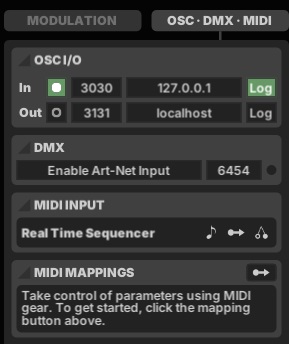 MODULATION OSC · DMX · MIDI
OSC I/O
In 3030 127.0.0.1 Log
Out 3131 localhost Log
DMX
Enable Art-Net Input 6454
MIDI INPUT
Real Time Sequencer
MIDI MAPPINGS
Take control of parameters using MIDI
gear. To get started, click the mapping
button above.